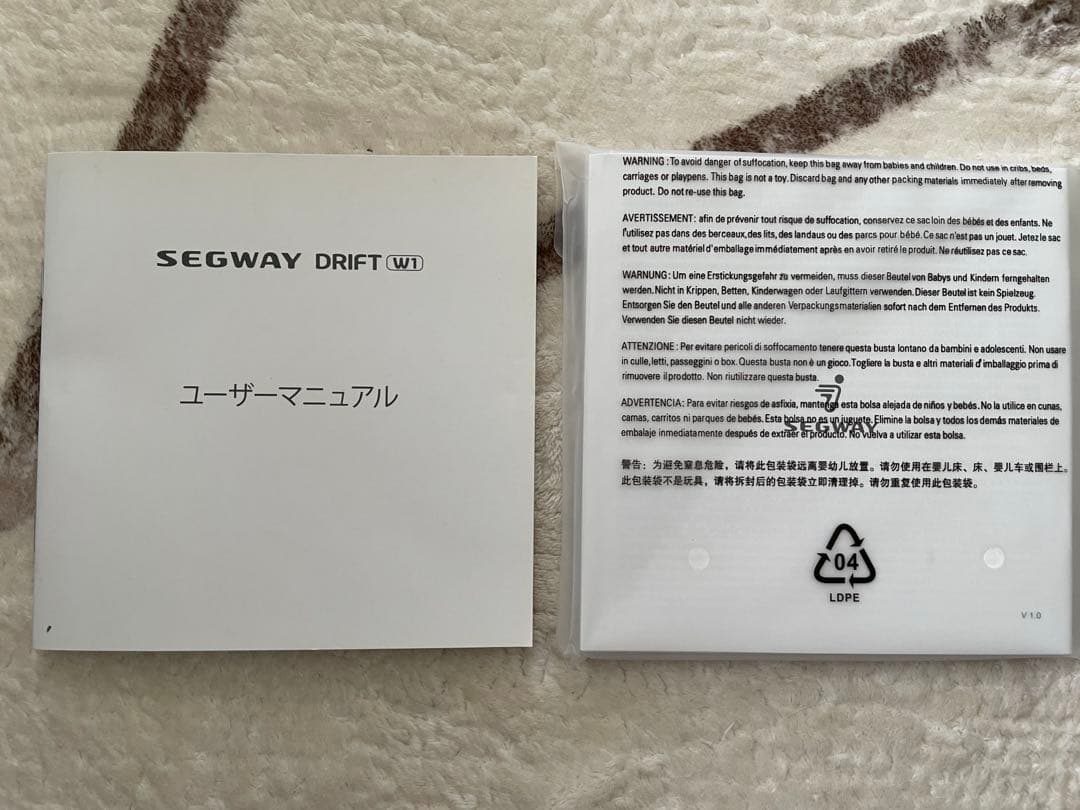 SEGWAY DRIFT W1
ユーザーマニュアル
WARNING : To avoid danger of suffocation, keep this bag away from babies and children. Do not use in cribs, beds,
carriages or playpens. This bag is not a toy. Discard bag and any other packing materials immediately after removing
product. Do not re-use this bag.
AVERTISSEMENT : afin de prévenir tout risque de suffocation, conservez ce sac loin des bébés et des enfants. Ne
l'utilisez pas dans des berceaux, des lits, des landaus ou des parcs pour bébé. Ce sac n'est pas un jouet. Jetez le sac
et tout autre matériel d'emballage immédiatement après en avoir retiré le produit. Ne réutilisez pas ce sac.
WARNUNG : Um eine Erstickungsgefahr zu vermeiden, muss dieser Beutel von Babys und Kindern ferngehalten
werden. Nicht in Krippen, Betten, Kinderwagen oder Laufgittern verwenden. Dieser Beutel ist kein Spielzeug.
Entsorgen Sie den Beutel und alle anderen Verpackungsmaterialien sofort nach dem Entfernen des Produkts.
Verwenden Sie diesen Beutel nicht wieder.
ATTENZIONE : Per evitare pericoli di soffocamento tenere questa busta lontano da bambini e adolescenti. Non usare
in culle, letti, passeggini o box. Questa busta non è un gioco. Togliere la busta e altri materiali d'imballaggio prima di
rimuovere il prodotto. Non riutilizzare questa busta.
ADVERTENCIA : Para evitar riesgos de asfixia, mantenga esta bolsa alejada de niños y bebés. No la utilice en cunas,
camas, carritos ni parques de bebés. Esta bolsa no es un juguete. Elimine la bolsa y todos los demás materiales de
embalaje inmediatamente después de extraer el producto. No vuelva a utilizar esta bolsa.
SEGWAY
警告：为避免窒息危险，请将此包装袋远离婴幼儿放置。请勿使用在婴儿床、床、婴儿车或围栏上。
此包装袋不是玩具，请将拆封后的包装袋立即清理掉。请勿重复使用此包装袋。
04
LDPE
V 1.0